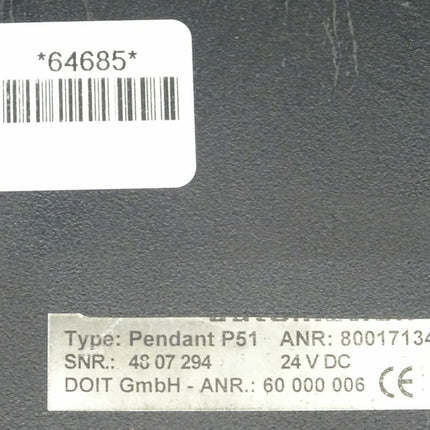 *64685*
Type: Pendant P51 ANR: 80017134
SNR.: 48 07 294 24 V DC
DOIT GmbH - ANR.: 60 000 006 CE